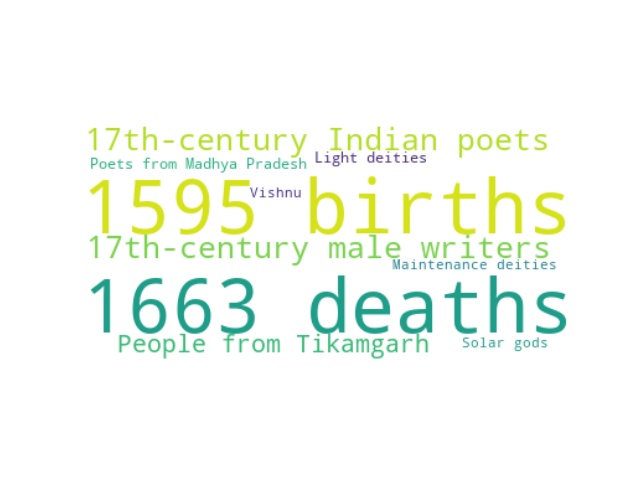 17th-century Indian poets
Light deities
Poets from Madhya Pradesh
1595 births
Vishnu
17th-century male writers
Maintenance deities
1663 deaths
People from Tikamgarh
Solar gods